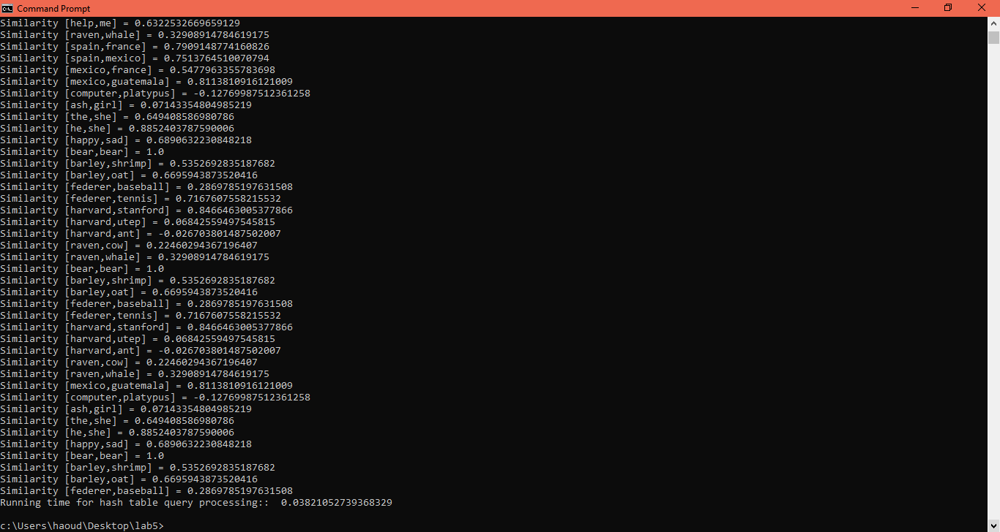 Command Prompt
Similarity [help,me] = 0.6322532669659129
Similarity [raven,whale] = 0.32908914784619175
Similarity [spain,france] = 0.7909148774160826
Similarity [spain,mexico] = 0.7513764510070794
Similarity [mexico,france] = 0.5477963355783698
Similarity [mexico,guatemala] = 0.8113810916121009
Similarity [computer,platypus] = -0.12769987512361258
Similarity [ash,girl] = 0.07143354804985219
Similarity [the,she] = 0.649408586980786
Similarity [he,she] = 0.8852403787590006
Similarity [happy,sad] = 0.6890632230848218
Similarity [bear,bear] = 1.0
Similarity [barley,shrimp] = 0.5352692835187682
Similarity [barley,oat] = 0.6695943873520416
Similarity [federer,baseball] = 0.2869785197631508
Similarity [federer,tennis] = 0.7167607558215532
Similarity [harvard,stanford] = 0.8466463005377866
Similarity [harvard,utep] = 0.06842559497545815
Similarity [harvard,ant] = -0.026703801487502007
Similarity [raven,cow] = 0.22460294367196407
Similarity [raven,whale] = 0.32908914784619175
Similarity [bear,bear] = 1.0
Similarity [barley,shrimp] = 0.5352692835187682
Similarity [barley,oat] = 0.6695943873520416
Similarity [federer,baseball] = 0.2869785197631508
Similarity [federer,tennis] = 0.7167607558215532
Similarity [harvard,stanford] = 0.8466463005377866
Similarity [harvard,utep] = 0.06842559497545815
Similarity [harvard,ant] = -0.026703801487502007
Similarity [raven,cow] = 0.22460294367196407
Similarity [raven,whale] = 0.32908914784619175
Similarity [mexico,guatemala] = 0.8113810916121009
Similarity [computer,platypus] = -0.12769987512361258
Similarity [ash,girl] = 0.07143354804985219
Similarity [the,she] = 0.649408586980786
Similarity [he,she] = 0.8852403787590006
Similarity [happy,sad] = 0.6890632230848218
Similarity [bear,bear] = 1.0
Similarity [barley,shrimp] = 0.5352692835187682
Similarity [barley,oat] = 0.6695943873520416
Similarity [federer,baseball] = 0.2869785197631508
Running time for hash table query processing::  0.03821052739368329
c:\Users\haoud\Desktop\lab5>